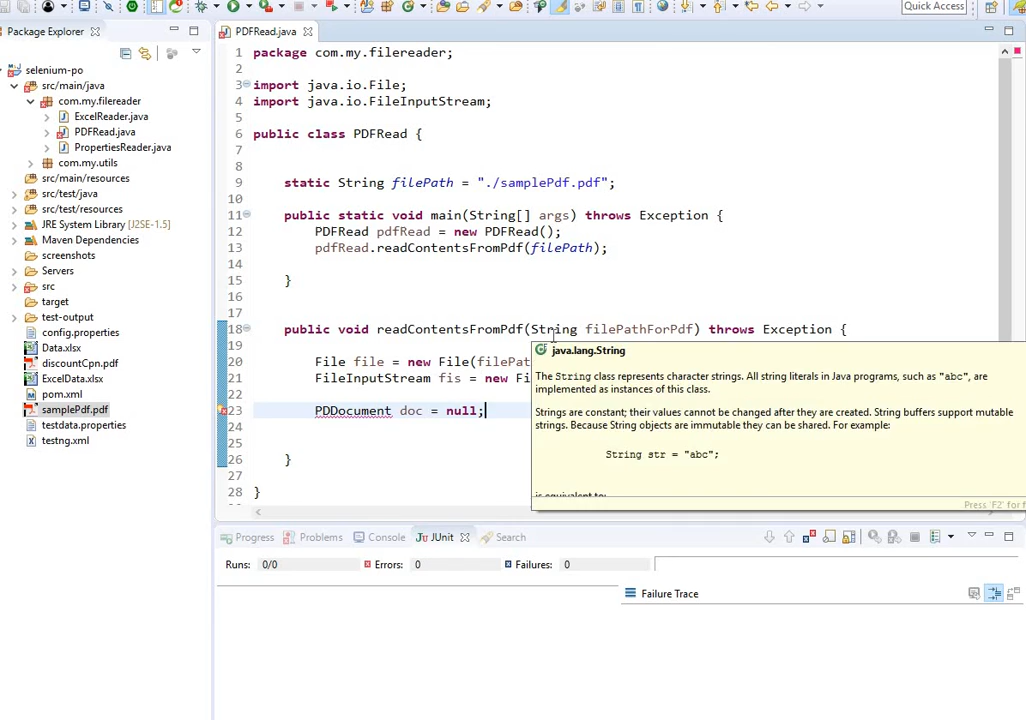 Quick Access
Package Explorer
selenium-po
src/main/java
com.my.filereader
ExcelReader.java
PDFRead.java
PropertiesReader.java
com.my.utils
src/main/resources
src/test/java
src/test/resources
JRE System Library [J2SE-1.5]
Maven Dependencies
screenshots
Servers
src
target
test-output
config.properties
Data.xlsx
discountCpn.pdf
ExcelData.xlsx
pom.xml
samplePdf.pdf
testdata.properties
testng.xml
PDFRead.java
1 package com.my.filereader;
2
3 import java.io.File;
4 import java.io.FileInputStream;
5
6 public class PDFRead {
7
8
9 static String filePath = "./samplePdf.pdf";
10
11 public static void main(String[] args) throws Exception {
12 PDFRead pdfRead = new PDFRead();
13 pdfRead.readContentsFromPdf(filePath);
14
15 }
16
17
18 public void readContentsFromPdf(String filePathForPdf) throws Exception {
19
20 File file = new File(filePat
21 FileInputStream fis = new Fi
22
23 PDDocument doc = null;
24
25
26 }
27
28 }
java.lang.String
The String class represents character strings. All string literals in Java programs, such as "abc", are
implemented as instances of this class.
Strings are constant; their values cannot be changed after they are created. String buffers support mutable
strings. Because String objects are immutable they can be shared. For example:
String str = "abc";
is equivalent to:
Press 'F2' for f
Progress Problems Console JUnit Search
Runs: 0/0 Errors: 0 Failures: 0
Failure Trace